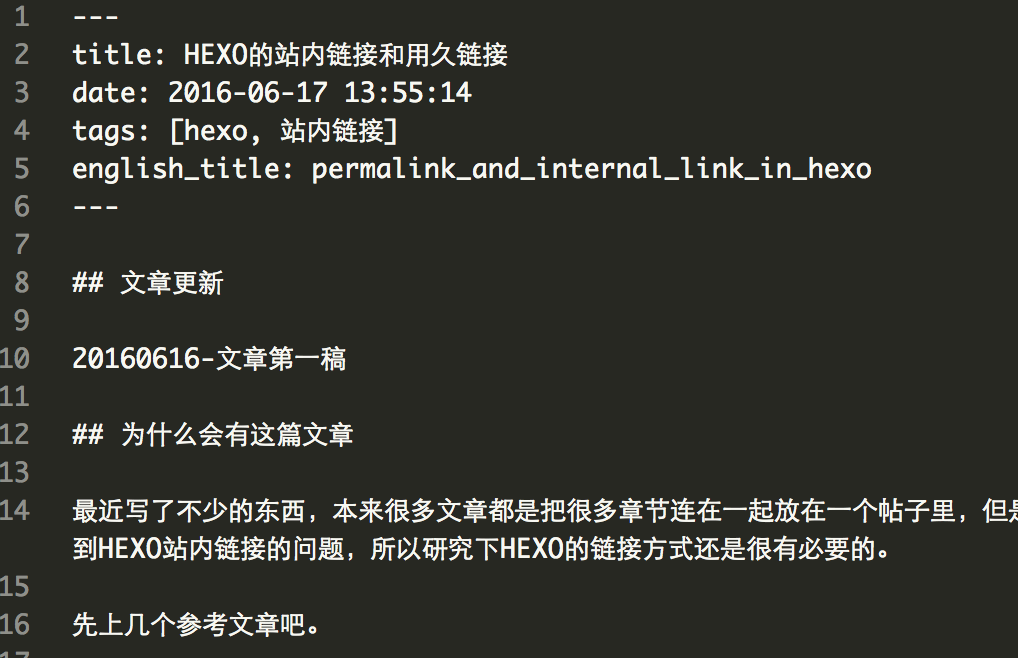 1 ---
2 title: HEXO的站内链接和用久链接
3 date: 2016-06-17 13:55:14
4 tags: [hexo, 站内链接]
5 english_title: permalink_and_internal_link_in_hexo
6 ---
7
8 ## 文章更新
9
10 20160616-文章第一稿
11
12 ## 为什么会有这篇文章
13
14 最近写了不少的东西，本来很多文章都是把很多章节连在一起放在一个帖子里，但是
到HEXO站内链接的问题，所以研究下HEXO的链接方式还是很有必要的。
15
16 先上几个参考文章吧。
17